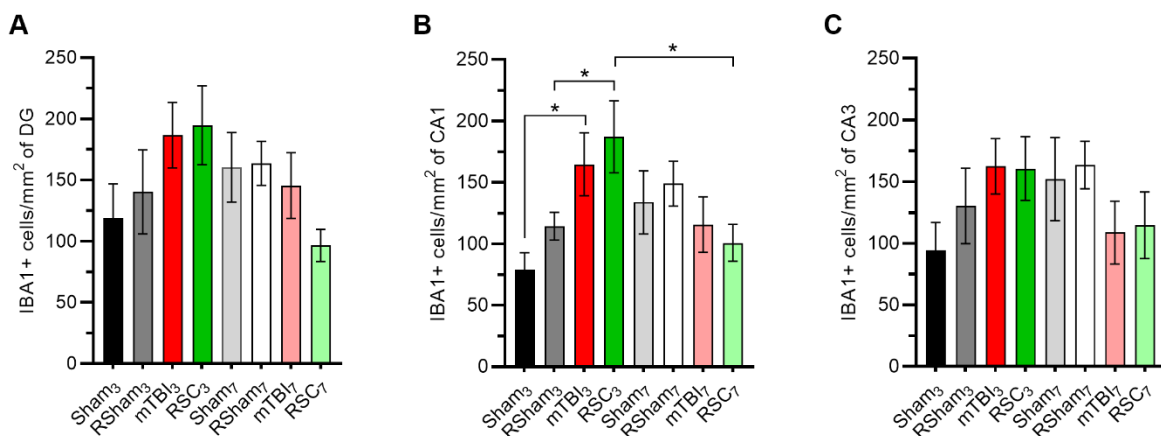 A
B
C
IBA1+ cells/mm² of DG
250
200
150
100
50
0
Sham₃
RSham₃
mTBI₃
RSC₃
Sham₇
RSham₇
mTBI₇
RSC₇
IBA1+ cells/mm² of CA1
250
200
150
100
50
0
*
*
*
Sham₃
RSham₃
mTBI₃
RSC₃
Sham₇
RSham₇
mTBI₇
RSC₇
IBA1+ cells/mm² of CA3
250
200
150
100
50
0
Sham₃
RSham₃
mTBI₃
RSC₃
Sham₇
RSham₇
mTBI₇
RSC₇